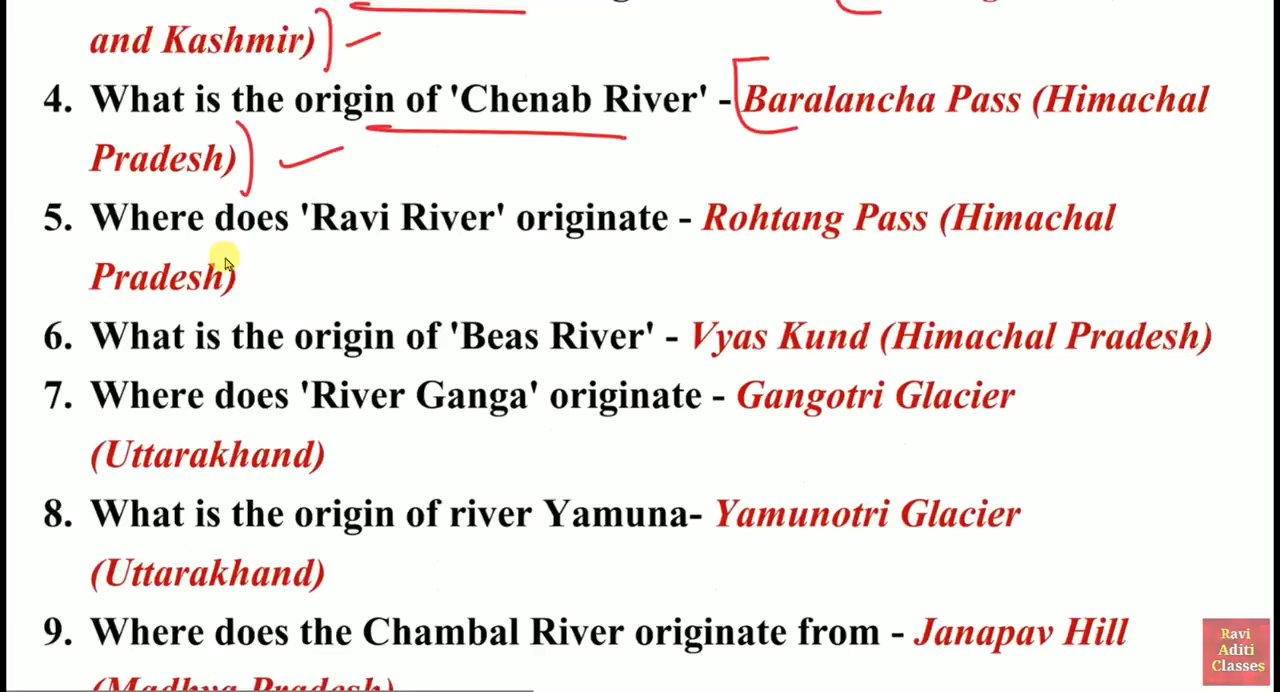 and Kashmir)
4. What is the origin of 'Chenab River' - Baralancha Pass (Himachal
Pradesh)
5. Where does 'Ravi River' originate - Rohtang Pass (Himachal
Pradesh)
6. What is the origin of 'Beas River' - Vyas Kund (Himachal Pradesh)
7. Where does 'River Ganga' originate - Gangotri Glacier
(Uttarakhand)
8. What is the origin of river Yamuna- Yamunotri Glacier
(Uttarakhand)
9. Where does the Chambal River originate from - Janapav Hill
(Madhya Pradesh)
Ravi
Aditi
Classes